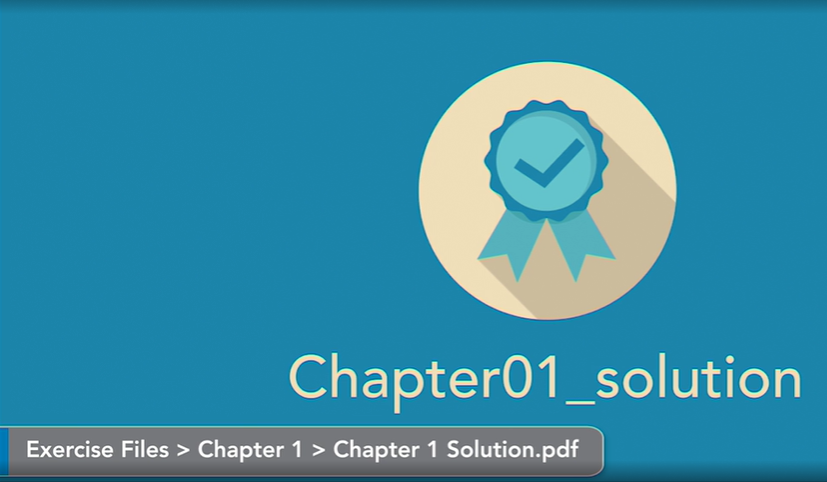 Chapter01_solution
Exercise Files > Chapter 1 > Chapter 1 Solution.pdf